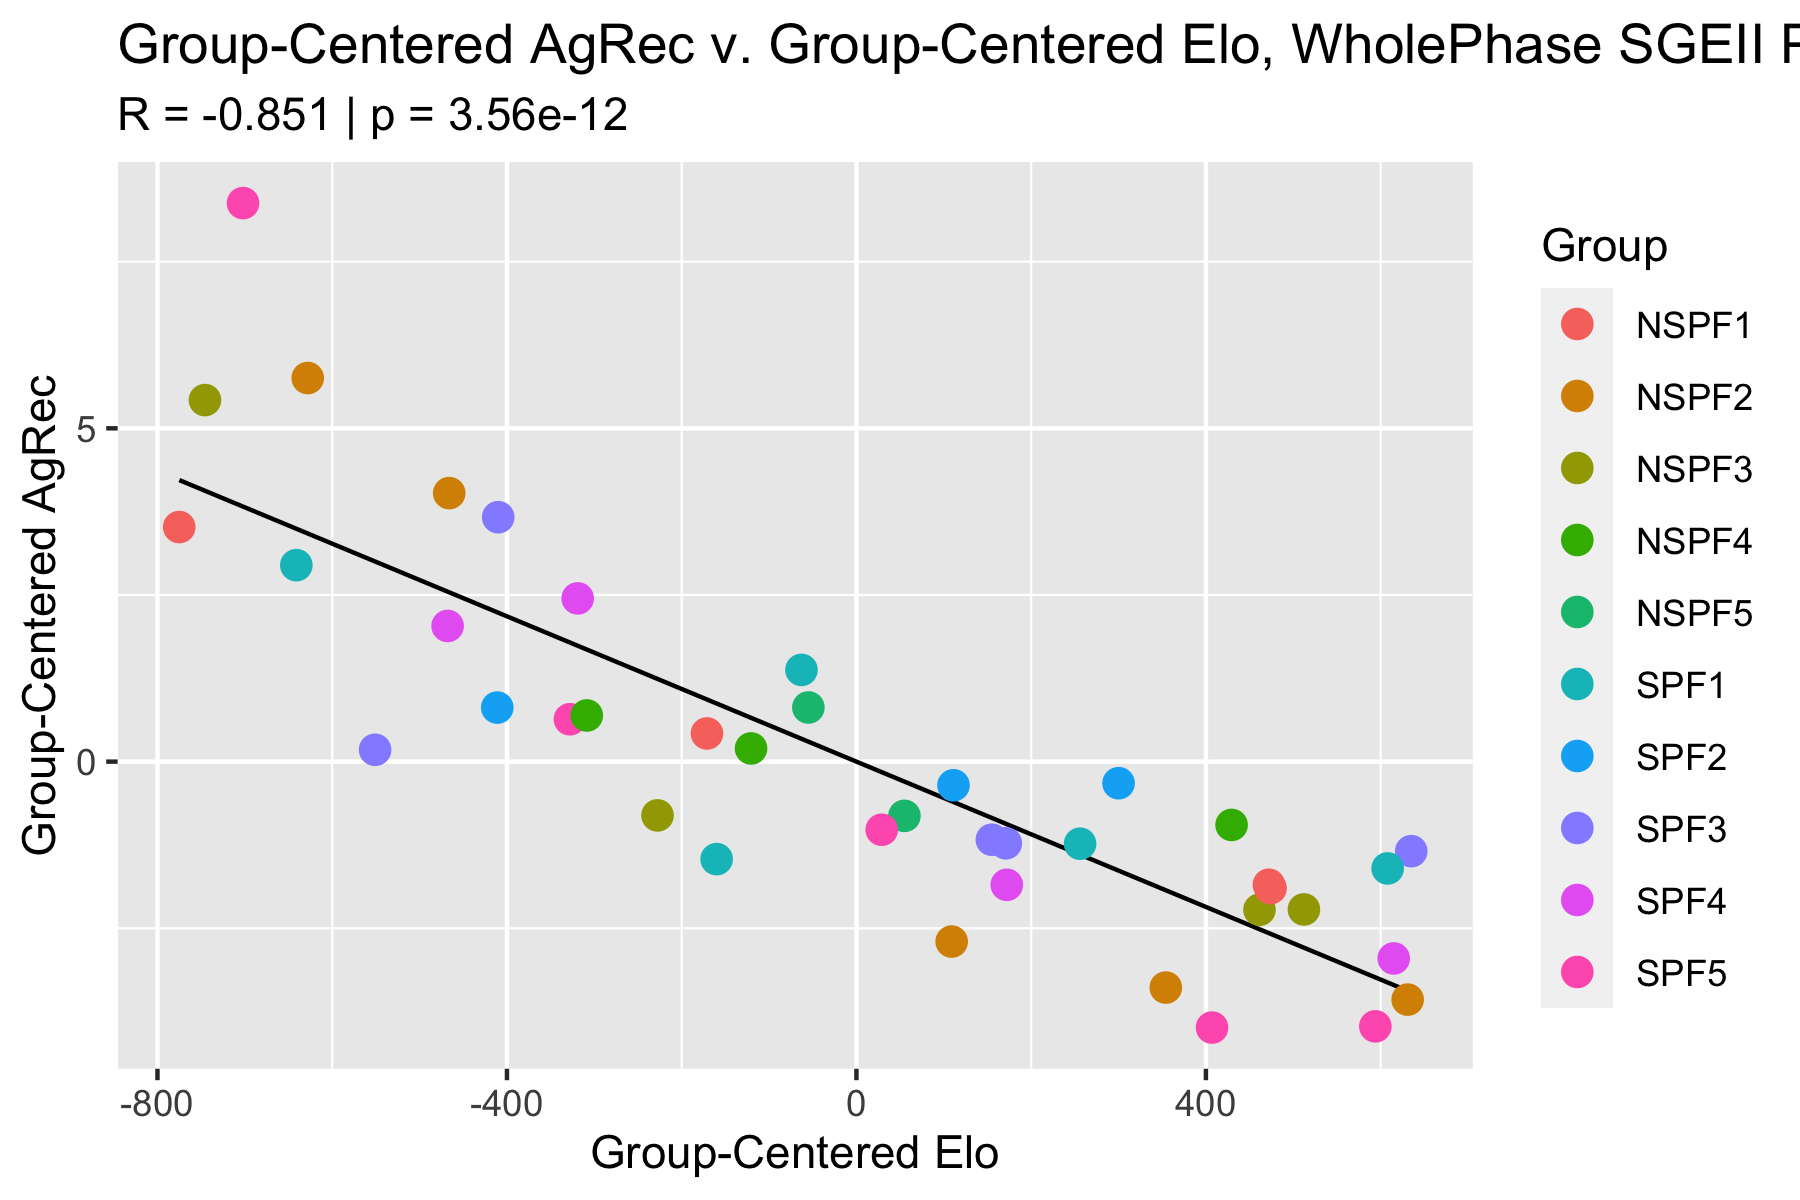 Group-Centered AgRec v. Group-Centered Elo, WholePhase SGEII
R = -0.851 | p = 3.56e-12
Group-Centered AgRec
5
0
-800
-400
0
400
Group-Centered Elo
Group
NSPF1
NSPF2
NSPF3
NSPF4
NSPF5
SPF1
SPF2
SPF3
SPF4
SPF5